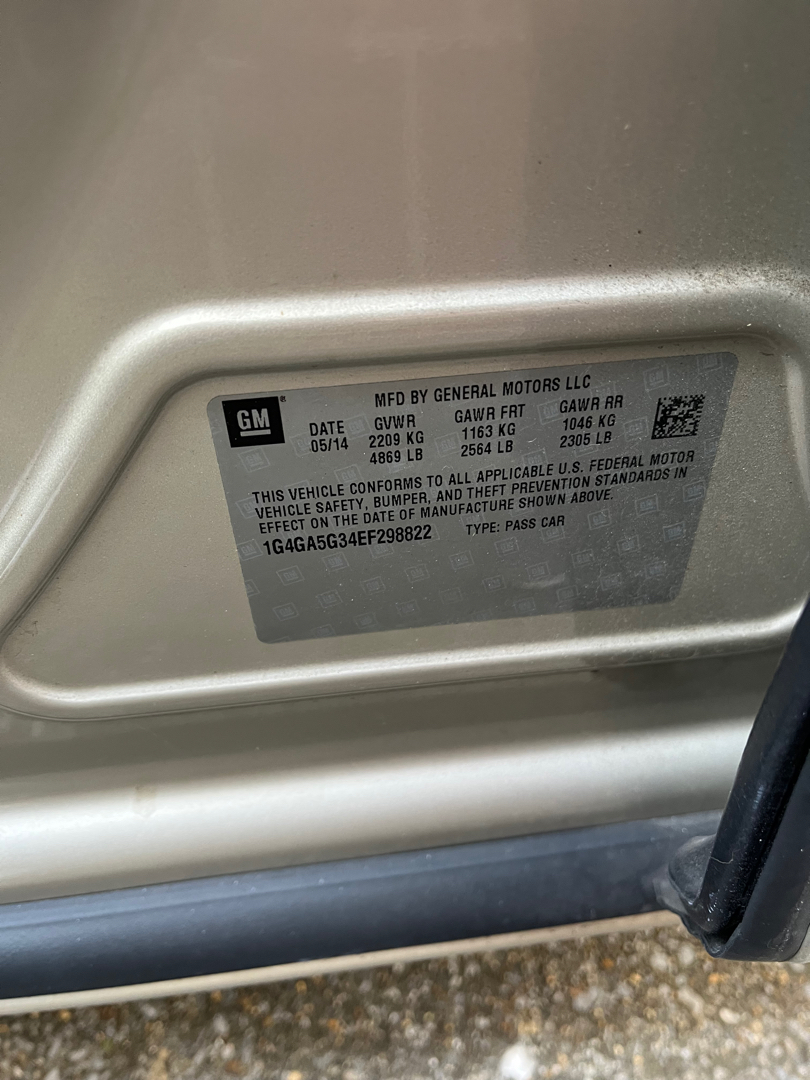 MFD BY GENERAL MOTORS LLC
GM®
DATE GVWR GAWR FRT GAWR RR
05/14 2209 KG 1163 KG 1046 KG
4869 LB 2564 LB 2305 LB
THIS VEHICLE CONFORMS TO ALL APPLICABLE U.S. FEDERAL MOTOR
VEHICLE SAFETY, BUMPER, AND THEFT PREVENTION STANDARDS IN
EFFECT ON THE DATE OF MANUFACTURE SHOWN ABOVE.
1G4GA5G34EF298822 TYPE: PASS CAR